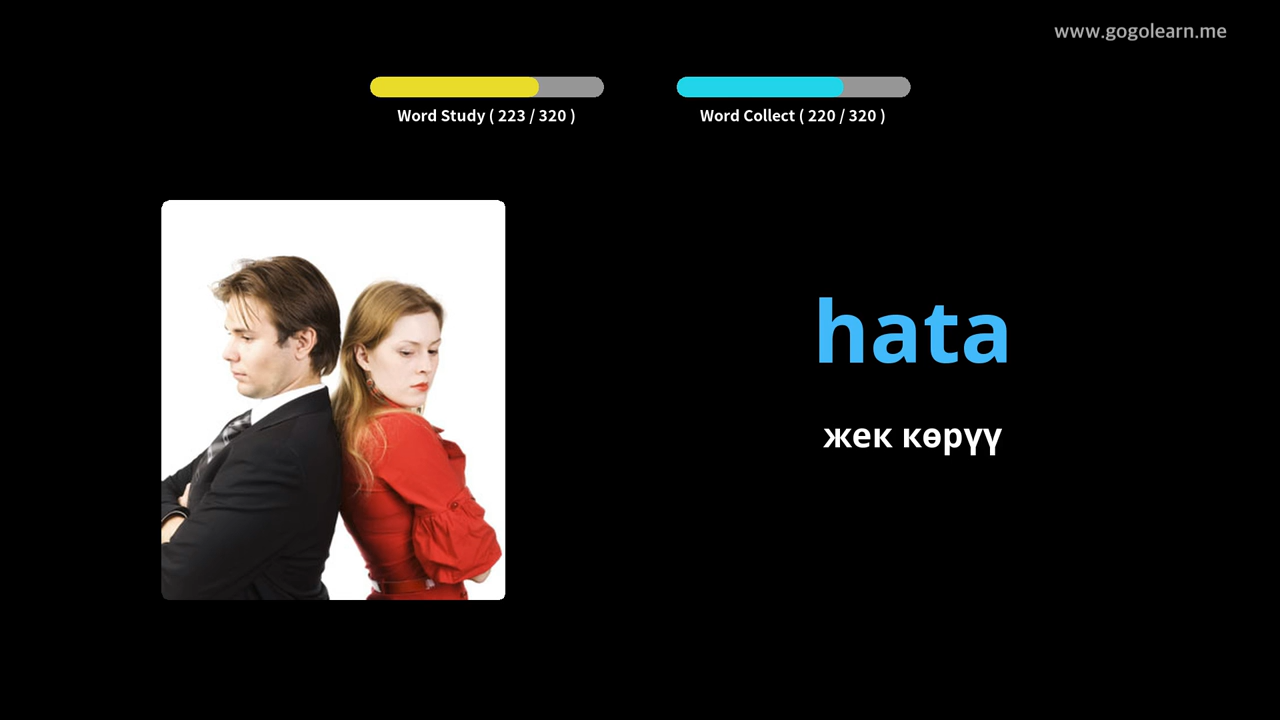 www.gogolearn.me
Word Study ( 223 / 320 )
Word Collect ( 220 / 320 )
hata
жек көрүү